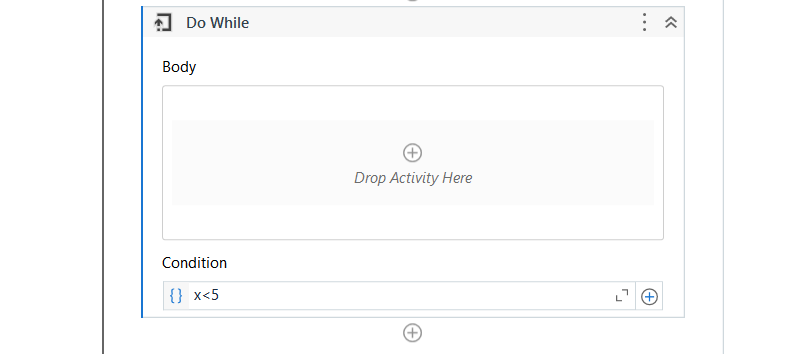 Do While
Body
Drop Activity Here
Condition
{} x<5